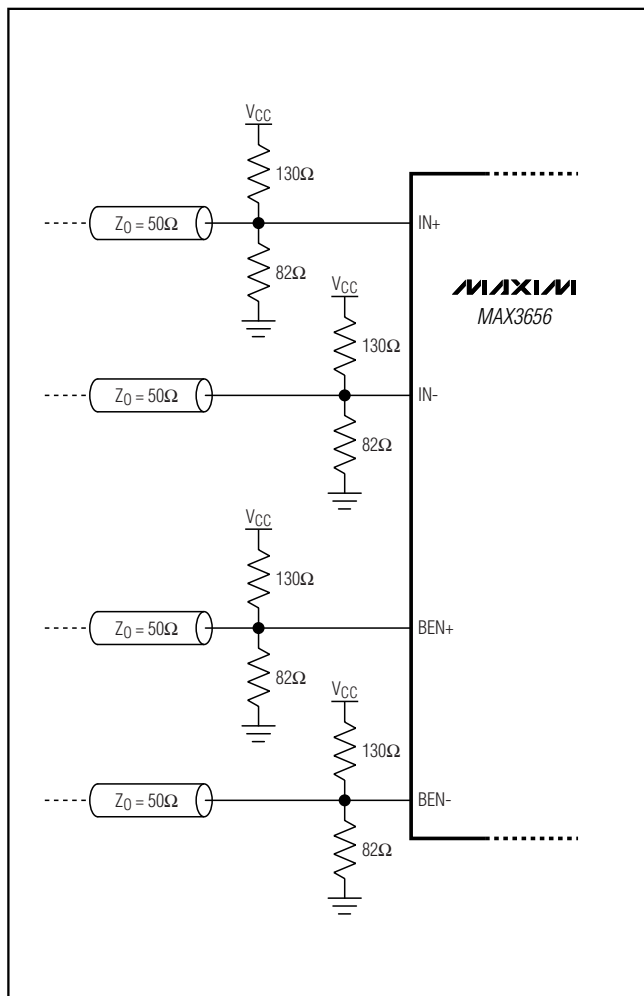 VCC
130Ω
Z0 = 50Ω
IN+
82Ω
VCC
MAXIM
MAX3656
130Ω
Z0 = 50Ω
IN-
82Ω
VCC
130Ω
Z0 = 50Ω
BEN+
82Ω
VCC
130Ω
Z0 = 50Ω
BEN-
82Ω